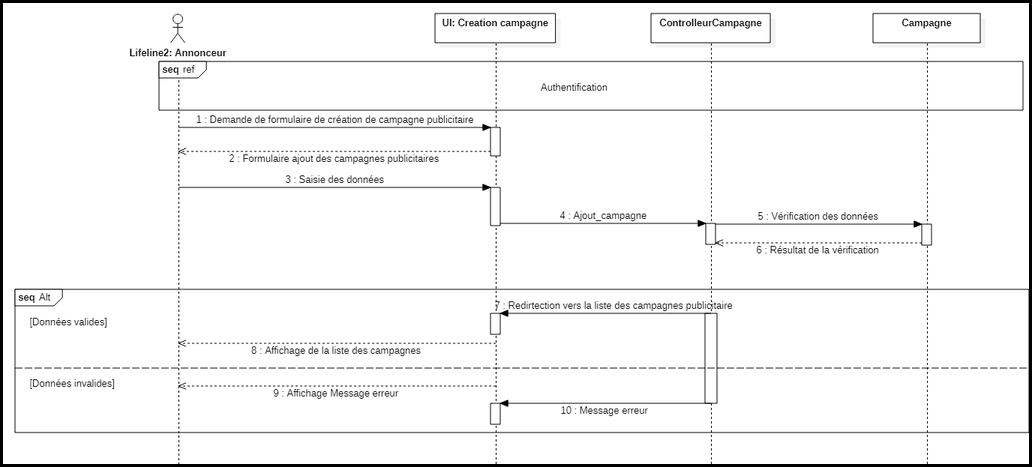 UI: Creation campagne
ControlleurCampagne
Campagne
Lifeline2: Annonceur
seq ref
Authentification
1 : Demande de formulaire de création de campagne publicitaire
2 : Formulaire ajout des campagnes publicitaires
3 : Saisie des données
4 : Ajout_campagne
5 : Vérification des données
6 : Résultat de la vérification
seq Alt
7 : Redirtection vers la liste des campagnes publicitaire
[Données valides]
8 : Affichage de la liste des campagnes
[Données invalides]
9 : Affichage Message erreur
10 : Message erreur